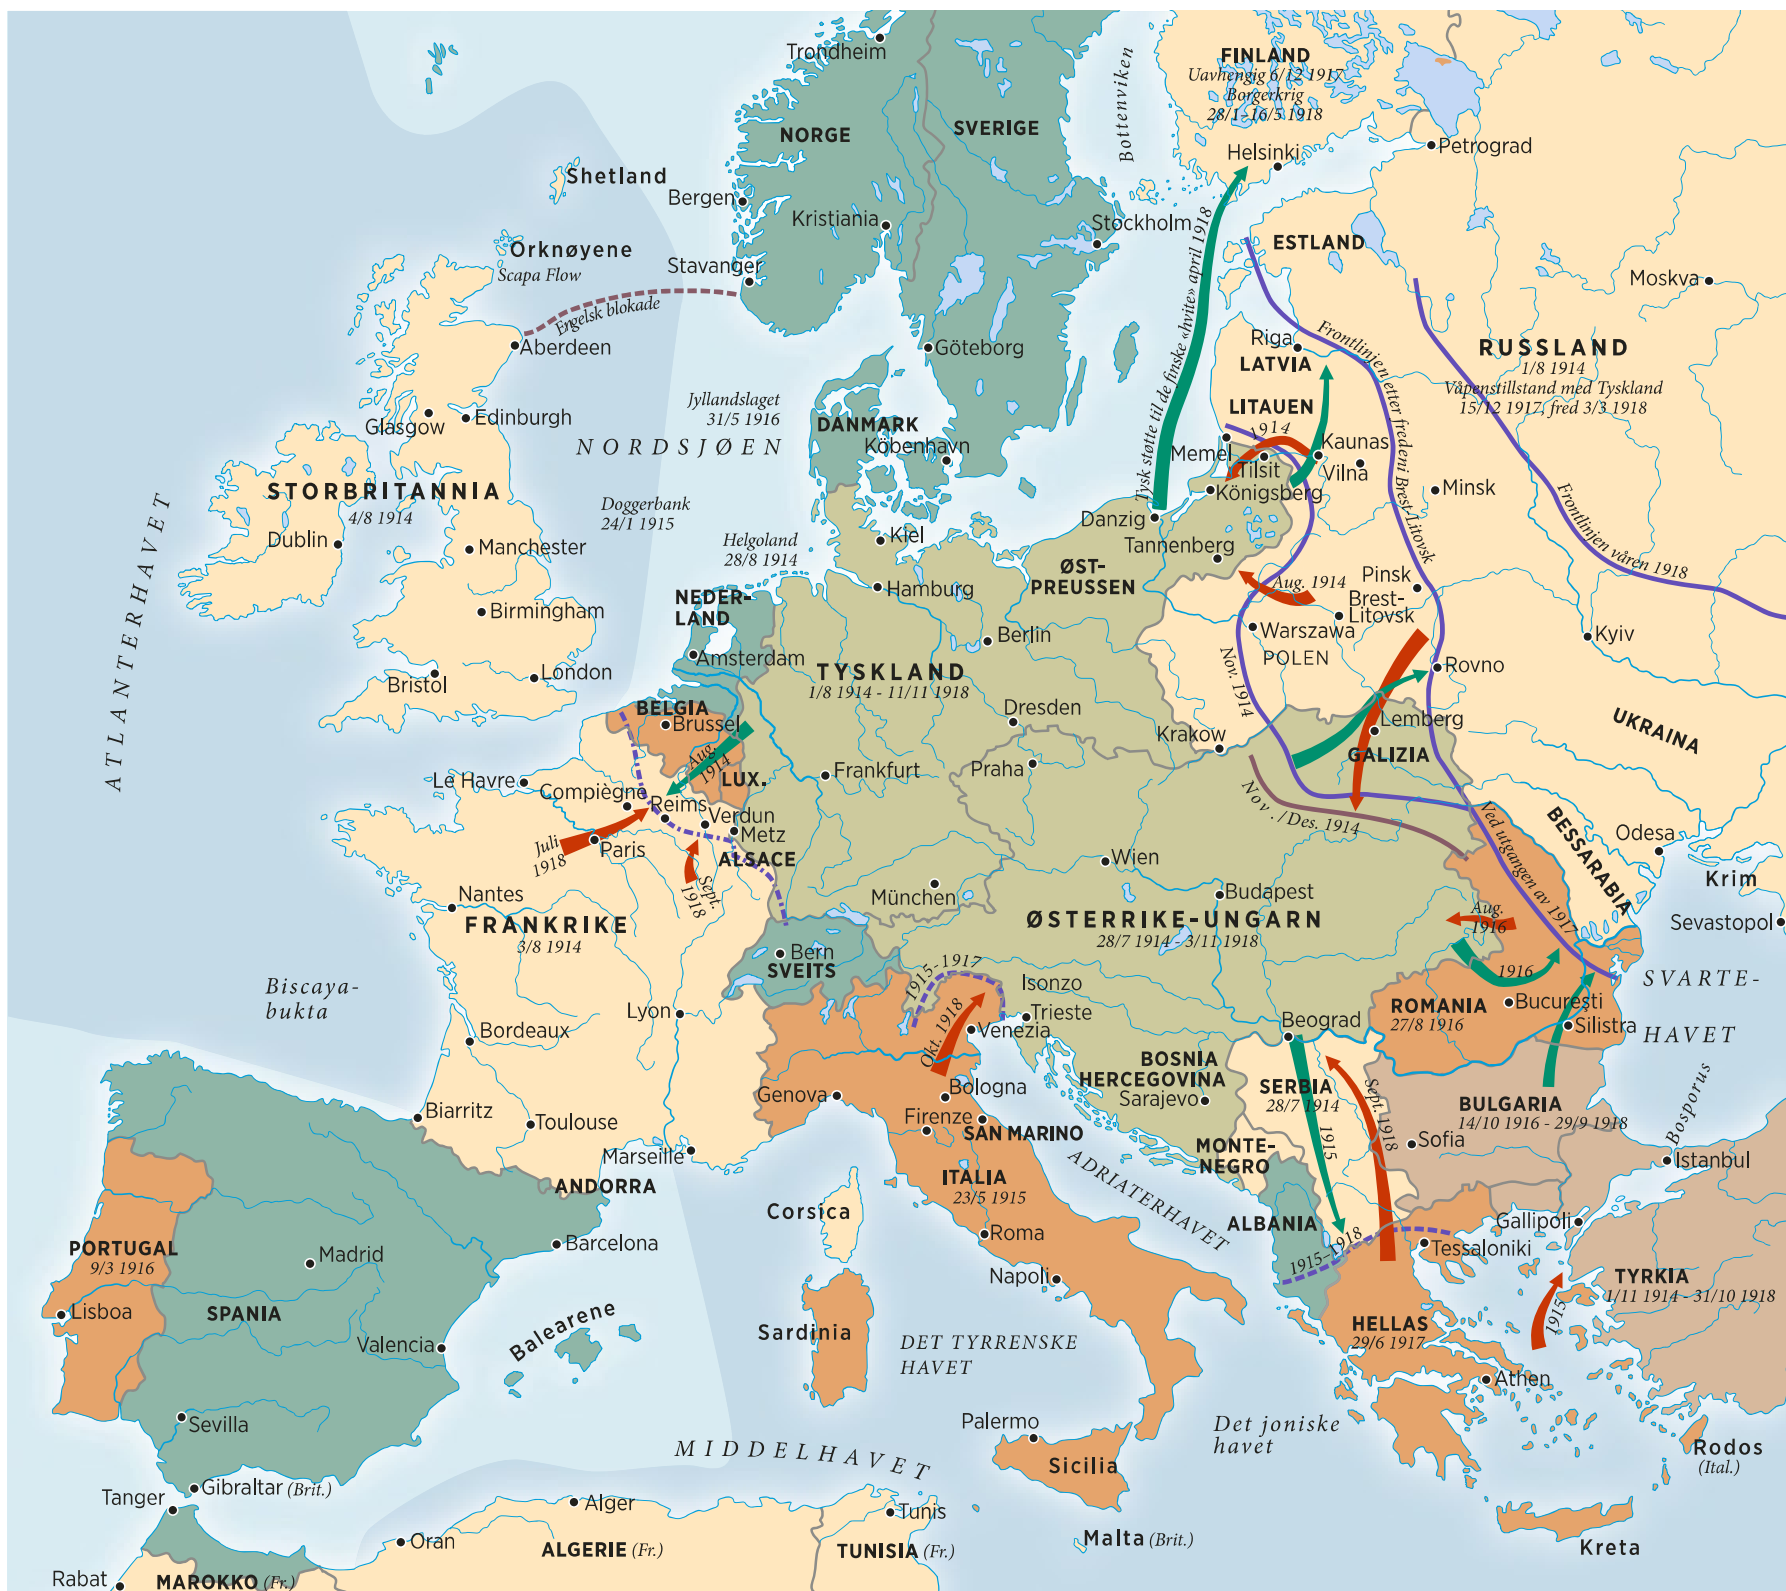 Trondheim
FINLAND
Uavhengig 6/12 1917
Borgerkrig
28/1–16/5 1918
Bottenviken
NORGE
SVERIGE
Petrograd
Helsinki
Shetland
Bergen
Kristiania
Stockholm
ESTLAND
Orknøyene
Scapa Flow
Stavanger
Moskva
Engelsk blokade
Aberdeen
Göteborg
Tysk støtte til de finske «hvite» april 1918
Riga
LATVIA
Frontlinjen etter freden i Brest-Litovsk
RUSSLAND
1/8 1914
Våpenstillstand med Tyskland
15/12 1917, fred 3/3 1918
Jyllandslaget
31/5 1916
Glasgow
Edinburgh
NORDSJØEN
DANMARK
København
LITAUEN
1914
Memel
Tilsit
Kaunas
Vilna
Königsberg
Minsk
Frontlinjen våren 1918
ATLANTERHAVET
STORBRITANNIA
4/8 1914
Doggerbank
24/1 1915
Helgoland
28/8 1914
Dublin
Manchester
Kiel
Danzig
Tannenberg
ØST-
PREUSSEN
Aug. 1914
Pinsk
Brest-
Litovsk
Birmingham
NEDER-
LAND
Hamburg
Berlin
Warszawa
POLEN
Kyiv
Amsterdam
London
Bristol
TYSKLAND
1/8 1914 - 11/11 1918
Nov. 1914
Rovno
BELGIA
Brussel
Aug.
1914
LUX.
Dresden
Krakow
Lemberg
GALIZIA
UKRAINA
Le Havre
Compiègne
Reims
Verdun
Metz
Frankfurt
Praha
Nov. /Des. 1914
Juli
1918
Paris
ALSACE
Sept.
1918
Wien
Ved utgangen av 1917
BESSARABIA
Odesa
Krim
Nantes
München
Budapest
FRANKRIKE
3/8 1914
ØSTERRIKE-UNGARN
28/7 1914 - 3/11 1918
Aug.
1916
Sevastopol
Bern
SVEITS
1915-1917
Isonzo
1916
SVARTE-
HAVET
Biscaya-
bukta
Lyon
Trieste
Venezia
Okt. 1918
ROMANIA
27/8 1916
Bucureşti
Silistra
Beograd
Bordeaux
BOSNIA
HERCEGOVINA
Sarajevo
SERBIA
28/7 1914
Genova
Bologna
Firenze
SAN MARINO
Biarritz
Toulouse
Marseille
BULGARIA
14/10 1916 - 29/9 1918
Sofia
Sept. 1918
1915
Bosporus
Istanbul
MONTE-
NEGRO
ANDORRA
ITALIA
23/5 1915
ADRIATERHAVET
Corsica
ALBANIA
Roma
Gallipoli
Tessaloniki
1915–1918
PORTUGAL
9/3 1916
Madrid
Barcelona
Napoli
TYRKIA
1/11 1914 - 31/10 1918
1915
Lisboa
SPANIA
Valencia
Balearene
Sardinia
DET TYRRENSKE
HAVET
HELLAS
29/6 1917
Athen
Sevilla
Palermo
Det joniske
havet
MIDDELHAVET
Sicilia
Rodos
(Ital.)
Gibraltar (Brit.)
Tanger
Alger
Tunis
Oran
ALGERIE (Fr.)
TUNISIA (Fr.)
Malta (Brit.)
Kreta
Rabat
MAROKKO (Fr.)